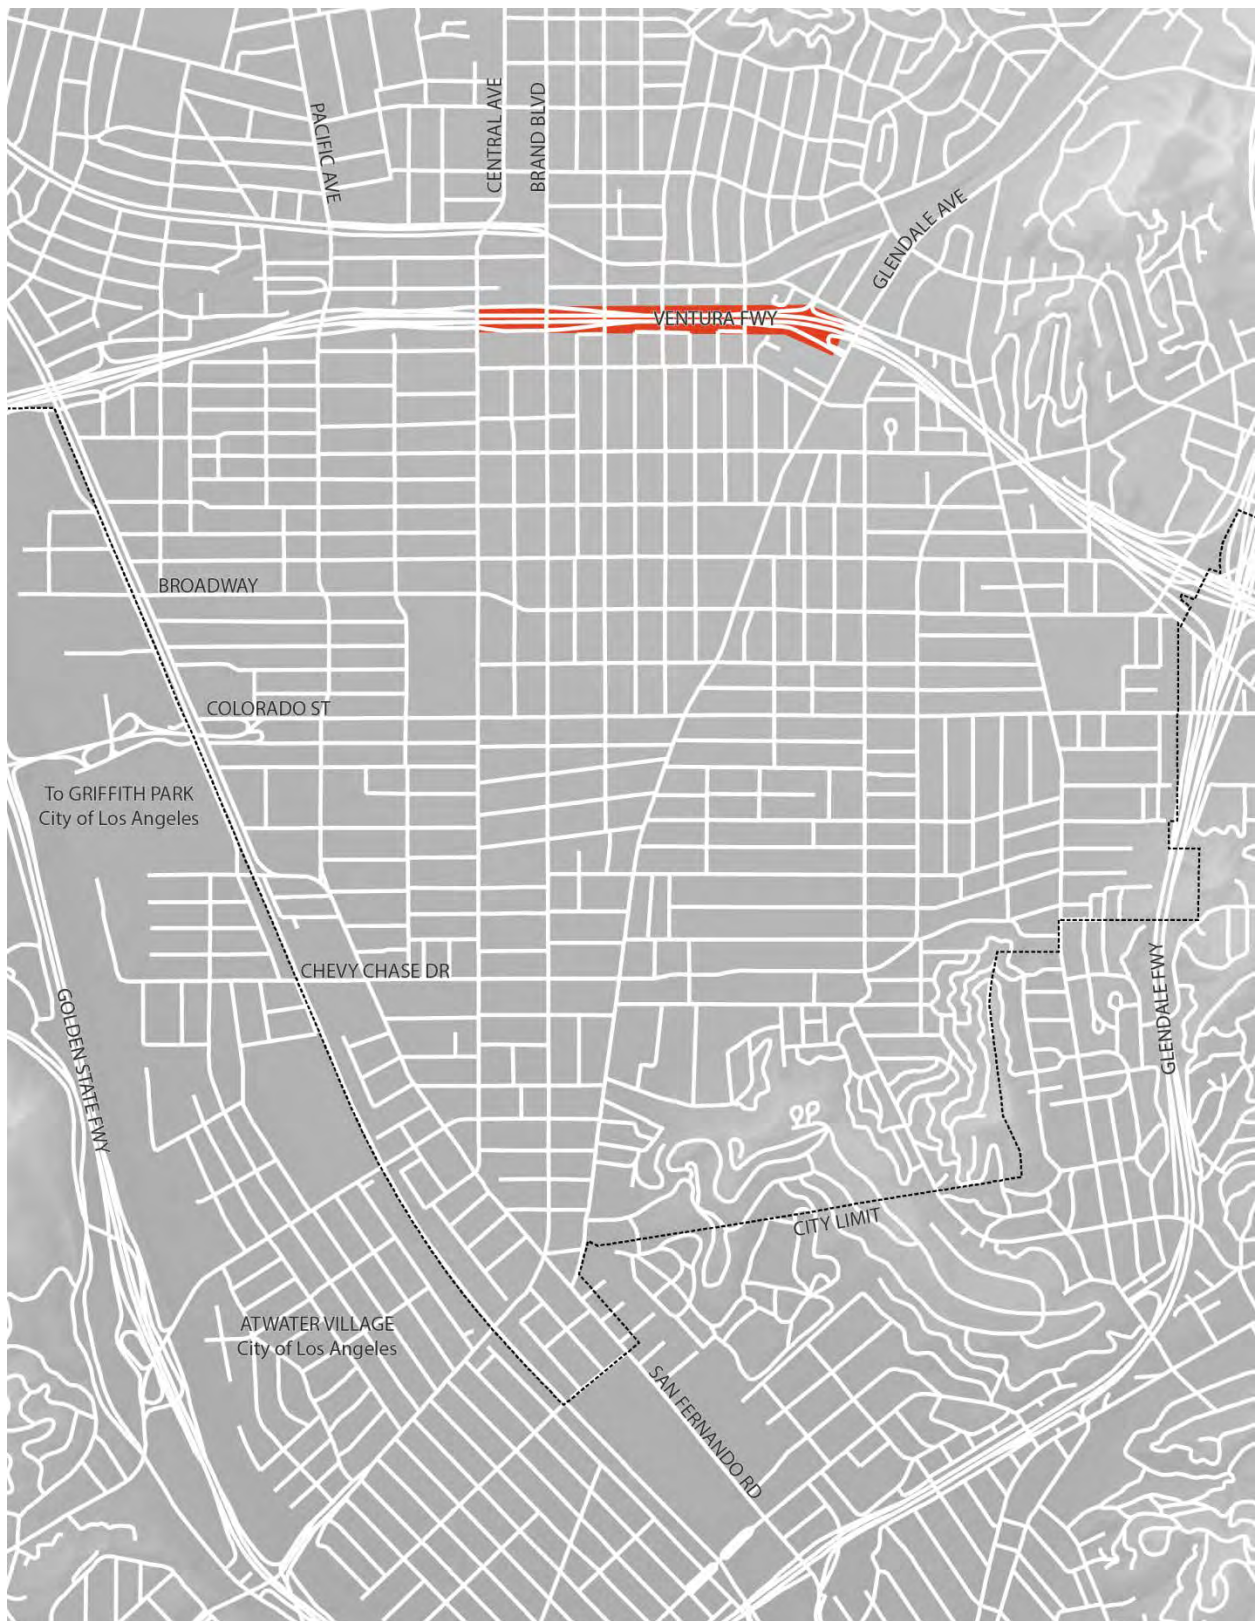 PACIFIC AVE
CENTRAL AVE
BRAND BLVD
GLENDALE AVE
VENTURA FWY
BROADWAY
COLORADO ST
To GRIFFITH PARK
City of Los Angeles
CHEVY CHASE DR
GOLDEN STATE FWY
GLENDALE FWY
CITY LIMIT
ATWATER VILLAGE
City of Los Angeles
SAN FERNANDO RD